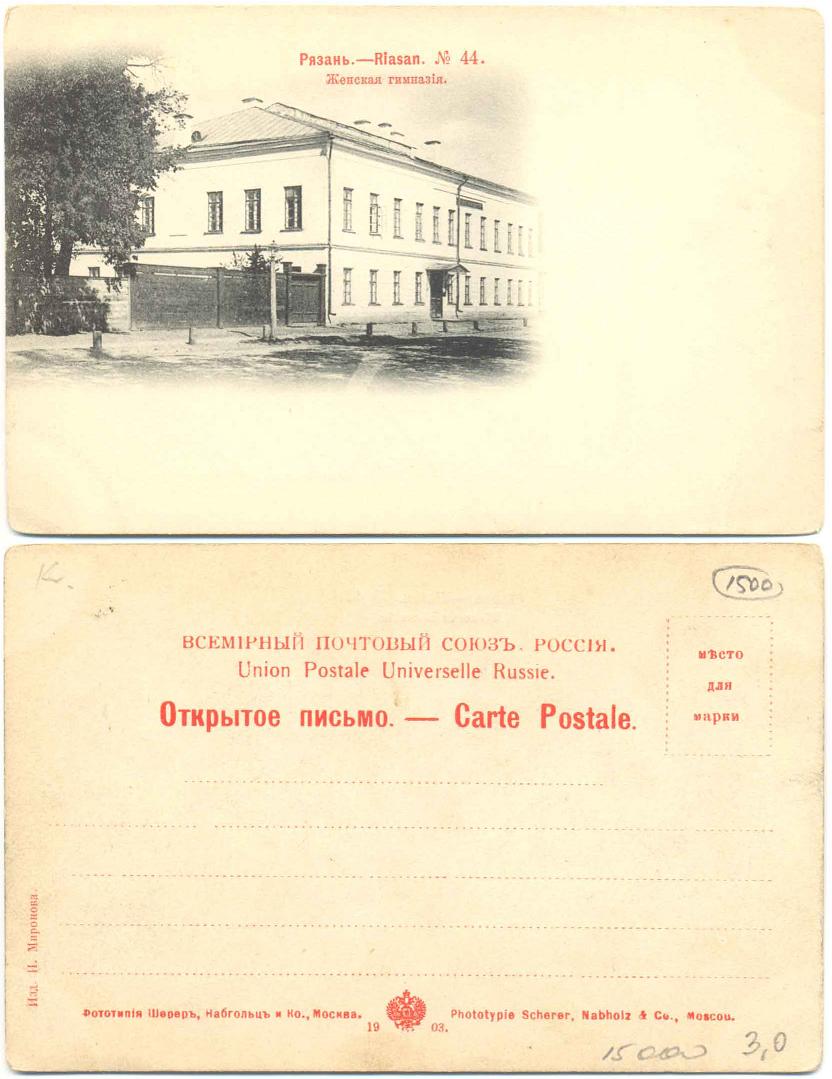 Рязань.—Riasan. № 44.
Женская гимназія.
Kr.
1500
ВСЕМІРНЫЙ ПОЧТОВЫЙ СОЮЗЪ. РОССІЯ.
Union Postale Universelle Russie.
Открытое письмо. — Carte Postale.
мѣсто
для
марки
Изд. И. Миронова.
Фототипія Шереръ, Набгольцъ и Ко., Москва.
19 03.
Phototypie Scherer, Nabholz & Co., Moscou.
15000
3,0